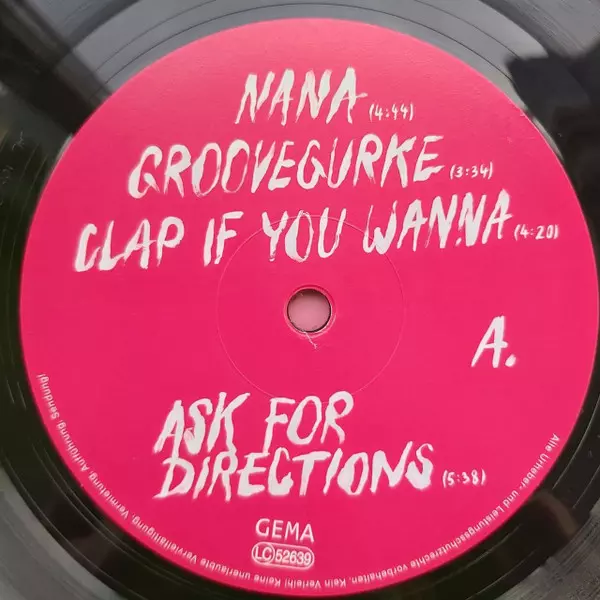 NANA (4:44)
GROOVEGURKE (3:34)
CLAP IF YOU WANNA (4:20)
A.
ASK FOR
DIRECTIONS (5:38)
GEMA
LC 52639
Alle Urheber- und Leistungsschutzrechte vorbehalten. Kein Verleih! Keine unerlaubte Vervielfältigung, Vermietung, Aufführung, Sendung!